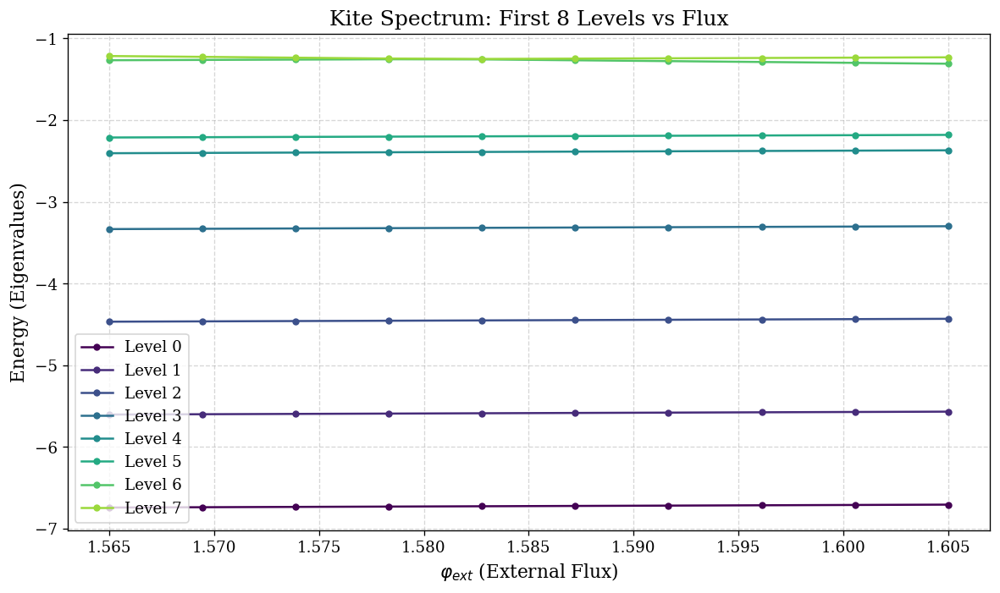 Kite Spectrum: First 8 Levels vs Flux
Energy (Eigenvalues)
−1
−2
−3
−4
−5
−6
−7
Level 0
Level 1
Level 2
Level 3
Level 4
Level 5
Level 6
Level 7
1.565 1.570 1.575 1.580 1.585 1.590 1.595 1.600 1.605
φext (External Flux)